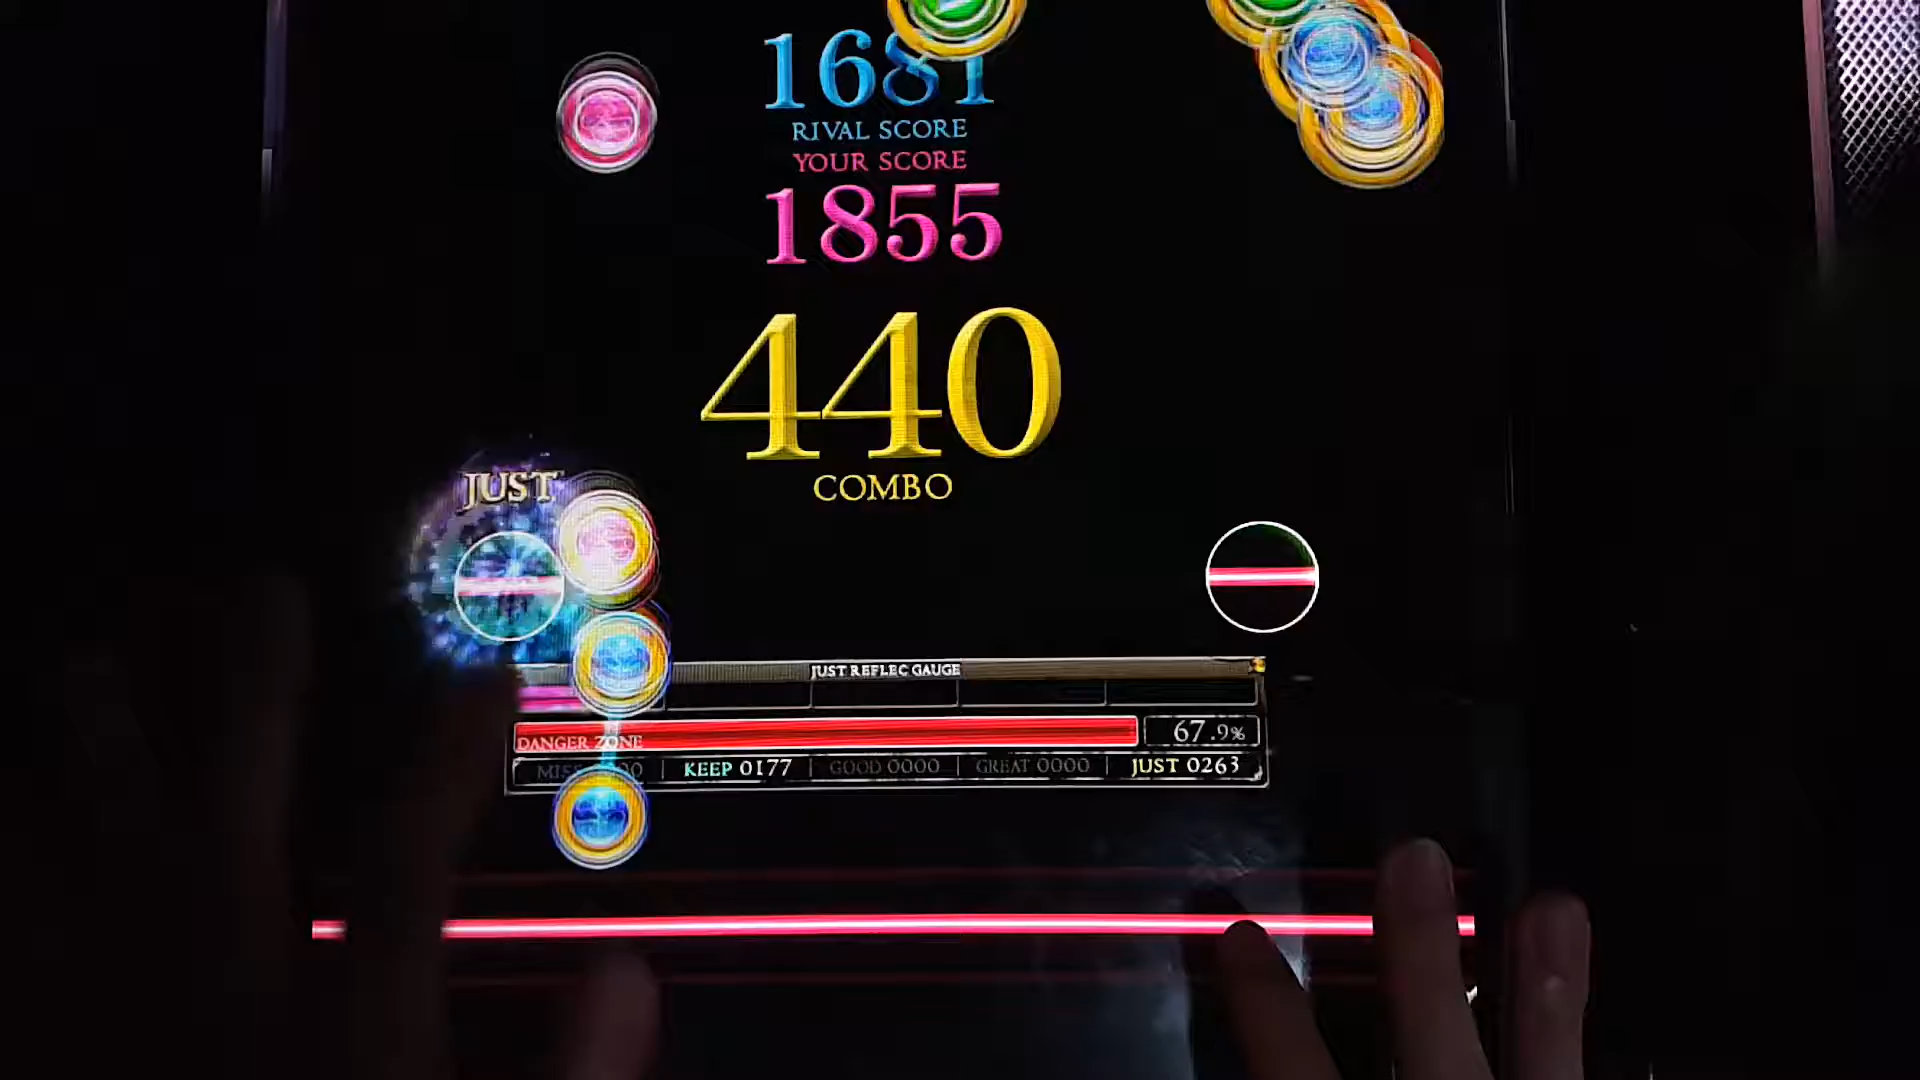 1681
RIVAL SCORE
YOUR SCORE
1855
440
COMBO
JUST
JUST REFLEC GAUGE
DANGER ZONE
67.9%
KEEP 0177 GOOD 0000 GREAT 0000 JUST 0263